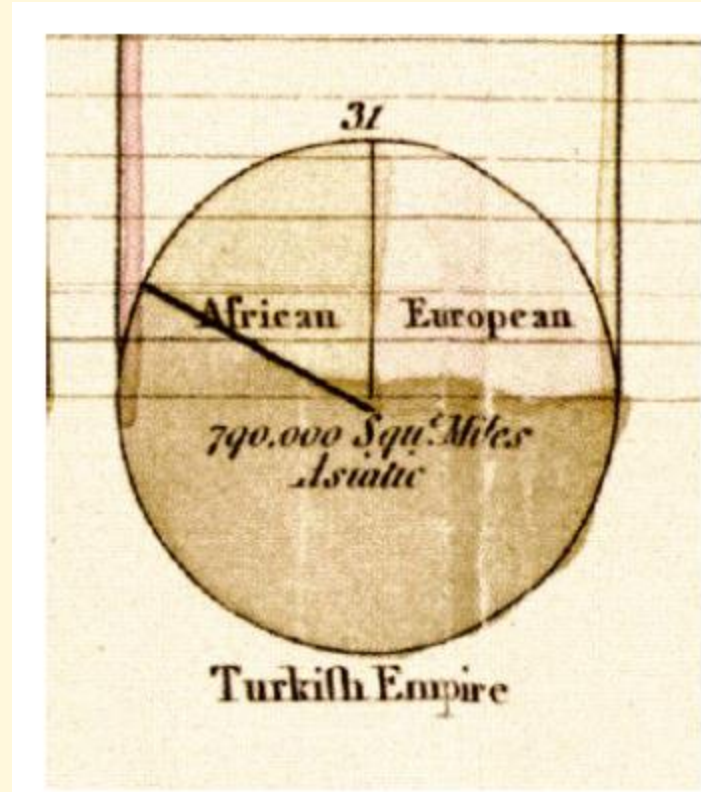 31
African European
790.000 Squ.ᵗ Miles
Asiatic
Turkiſh Empire